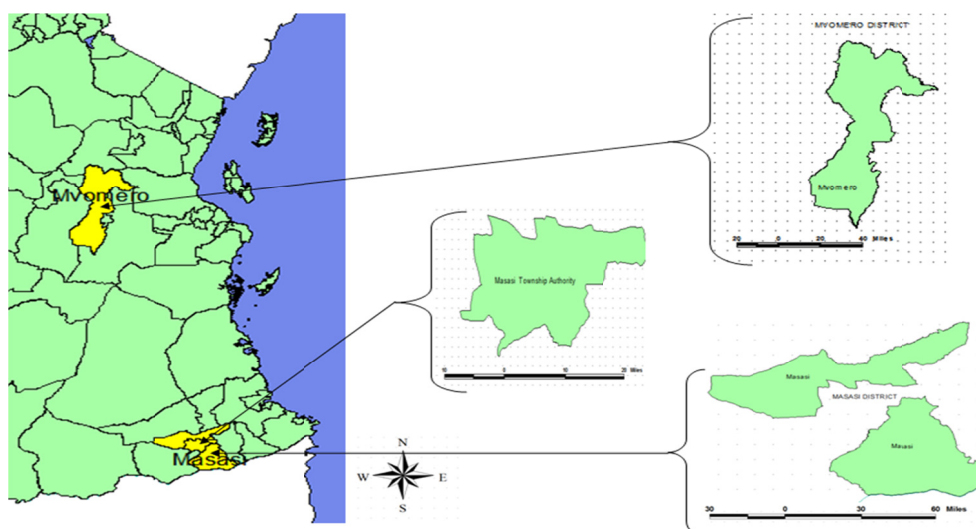 MVOMERO DISTRICT
Mvomero
Mvomero
20 0 20 40 Miles
Masasi Township Authority
10 0 10 20 Miles
Masasi
MASASI DISTRICT
Masasi
Masasi
N
W E
S
30 0 30 60 Miles